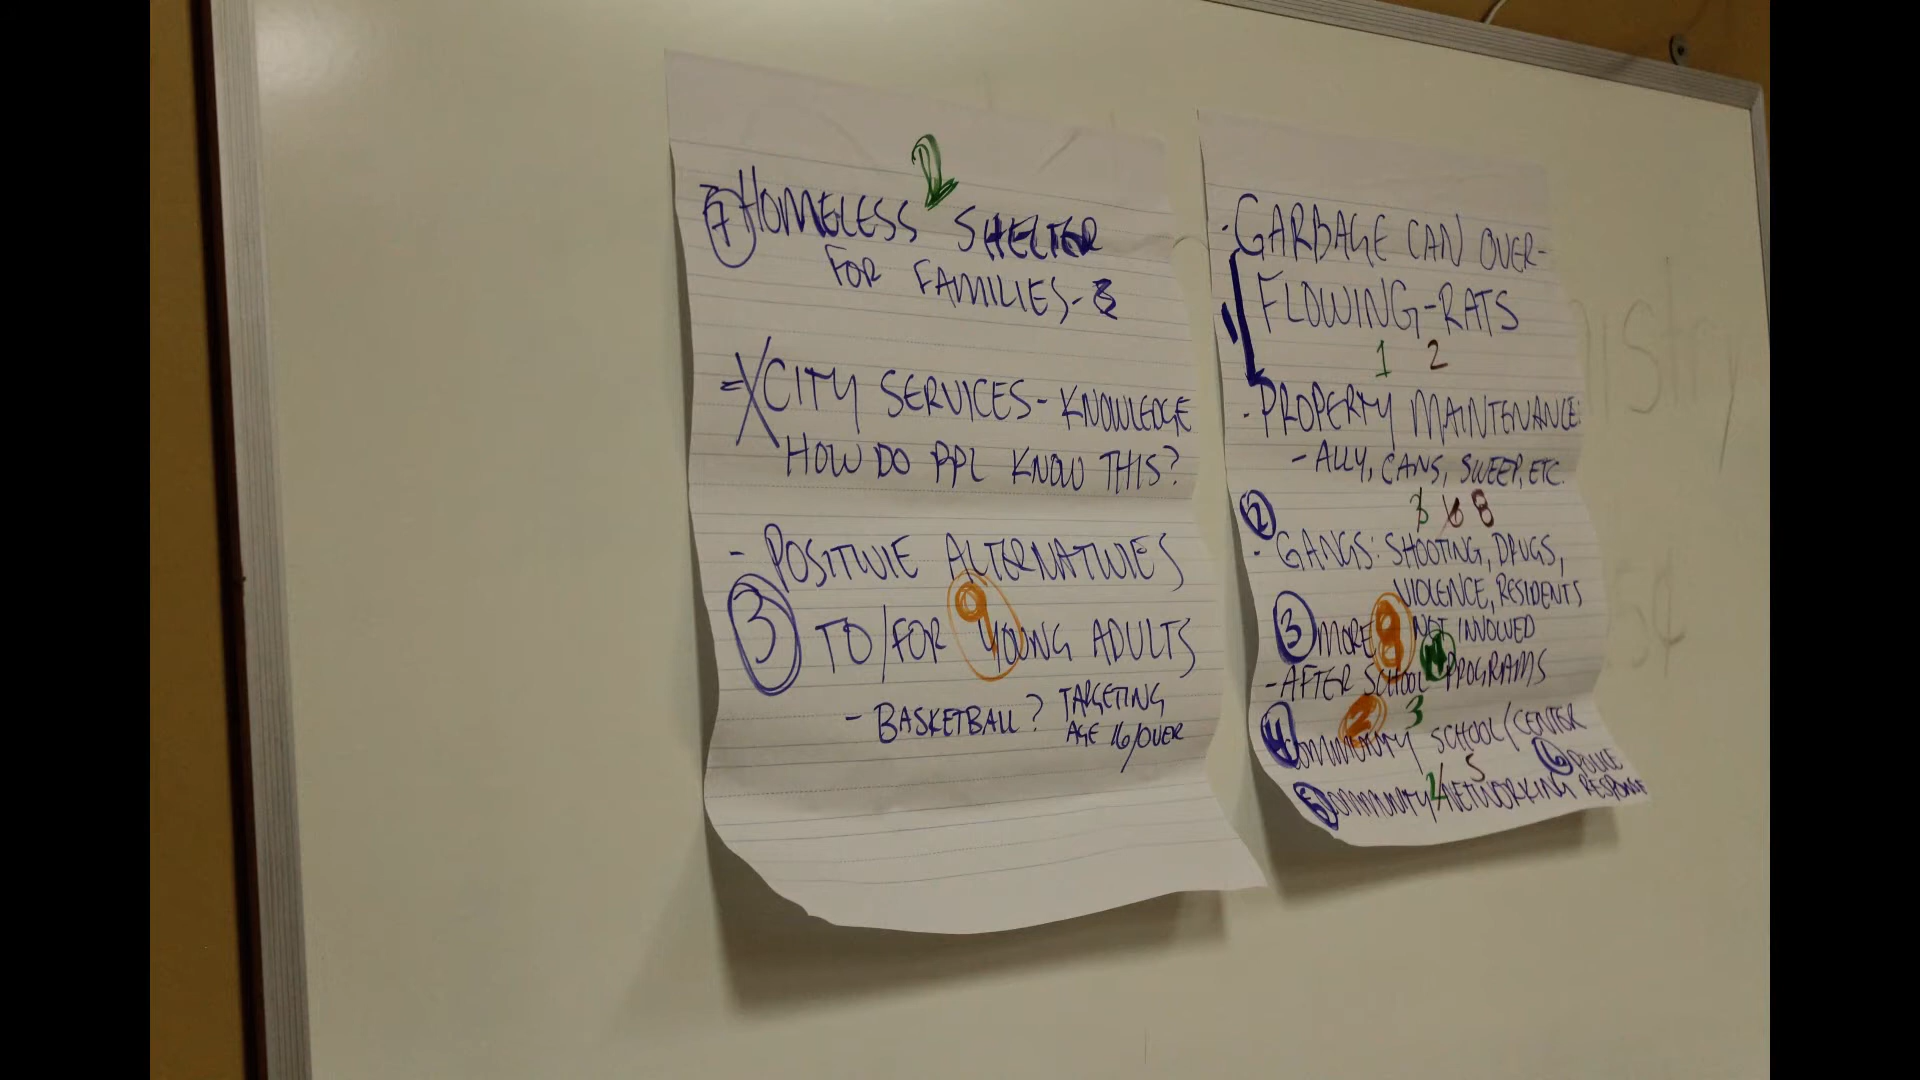 2
7 HOMELESS SHELTER
FOR FAMILIES-
X CITY SERVICES - KNOWLEDGE
HOW DO PPL KNOW THIS?
- POSITIVIE ALTERNATIVIES
3 TO/FOR YOUNG ADULTS
9
- BASKETBALL? TARGETING
AGE 16/OVER
· GARBAGE CAN OVER-
FLOWING-RATS
1 2
· PROPERTY MAINTENANCE:
- ALLY, CANS, SWEEP, ETC.
2
3 6 8
· GANGS: SHOOTING, DRUGS,
VIOLENCE, RESIDENTS
NOT INVOLVED
3 MORE 8
- AFTER SCHOOL PROGRAMS
2 3
4 COMMUNITY SCHOOL/CENTER
5
5 COMMUNITY/NETWORKING
6 POLICE
RESPONSE